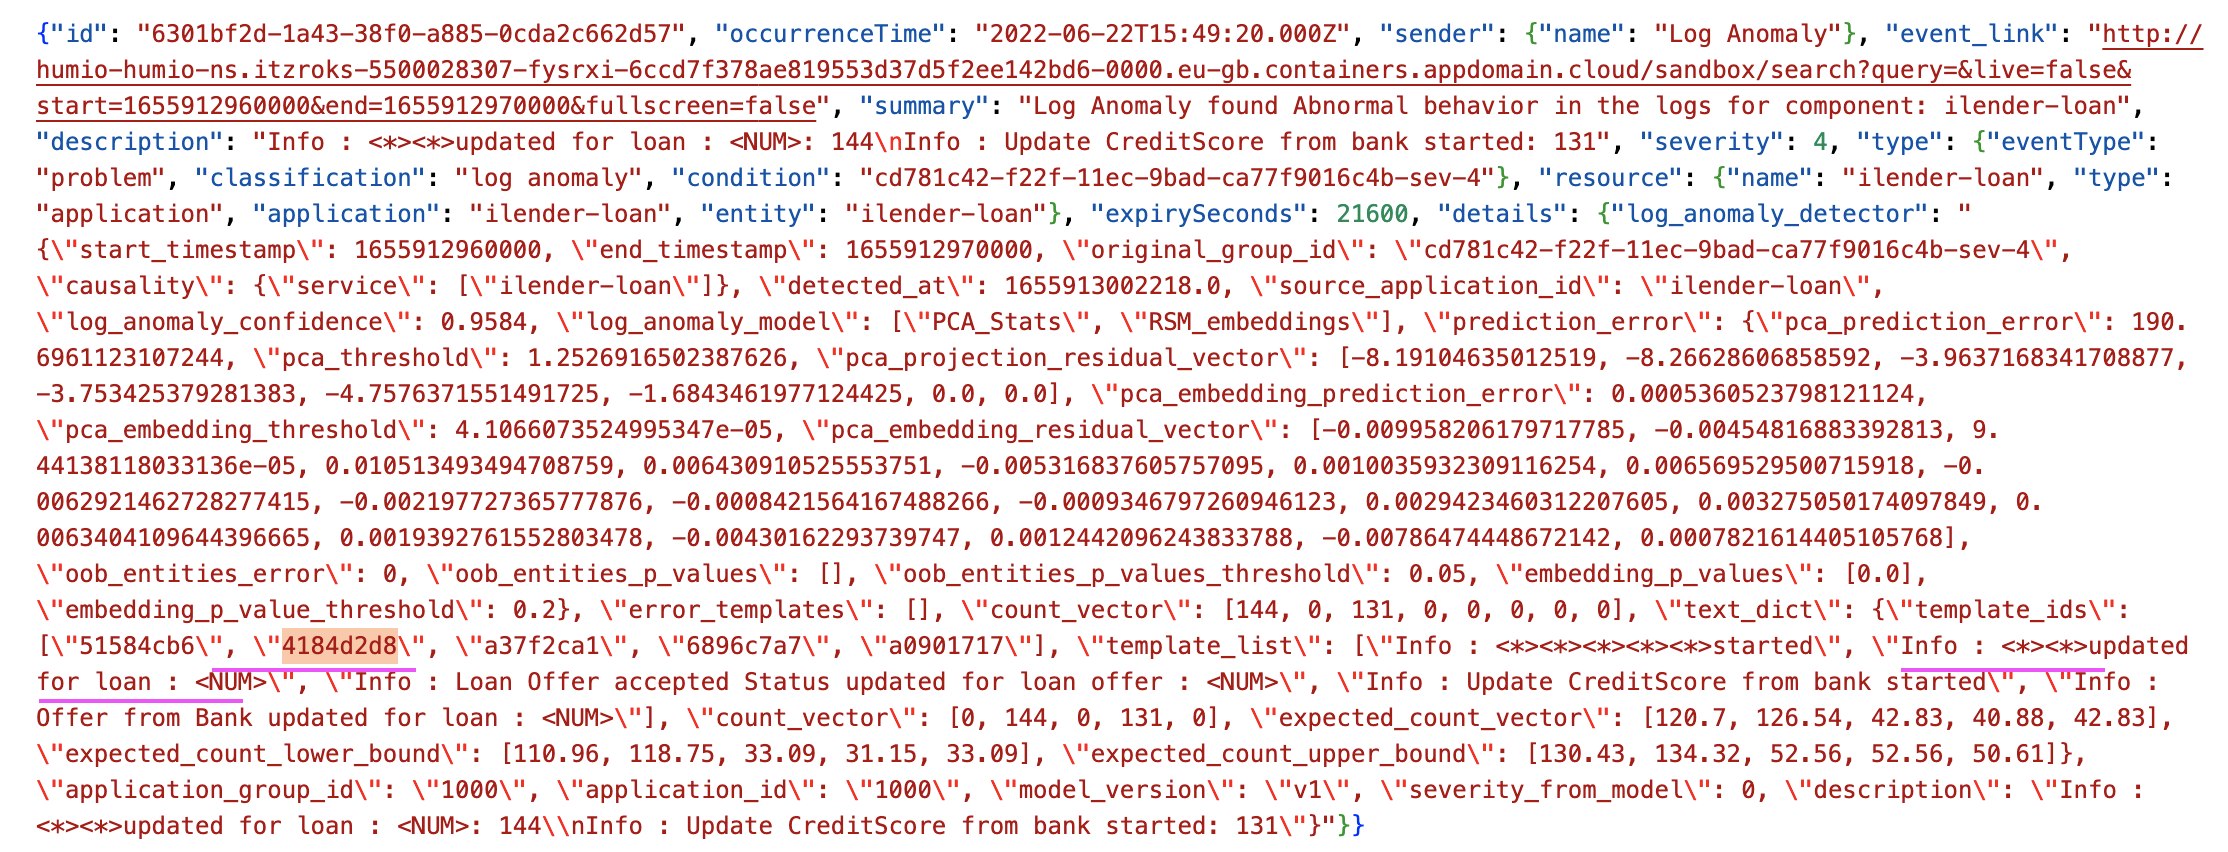 {"id": "6301bf2d-1a43-38f0-a885-0cda2c662d57", "occurrenceTime": "2022-06-22T15:49:20.000Z", "sender": {"name": "Log Anomaly"}, "event_link": "http://
humio-humio-ns.itzroks-5500028307-fysrxi-6ccd7f378ae819553d37d5f2ee142bd6-0000.eu-gb.containers.appdomain.cloud/sandbox/search?query=&live=false&
start=1655912960000&end=1655912970000&fullscreen=false", "summary": "Log Anomaly found Abnormal behavior in the logs for component: ilender-loan",
"description": "Info : <*><*>updated for loan : <NUM>: 144\nInfo : Update CreditScore from bank started: 131", "severity": 4, "type": {"eventType":
"problem", "classification": "log anomaly", "condition": "cd781c42-f22f-11ec-9bad-ca77f9016c4b-sev-4"}, "resource": {"name": "ilender-loan", "type":
"application", "application": "ilender-loan", "entity": "ilender-loan"}, "expirySeconds": 21600, "details": {"log_anomaly_detector": "
{\"start_timestamp\": 1655912960000, \"end_timestamp\": 1655912970000, \"original_group_id\": \"cd781c42-f22f-11ec-9bad-ca77f9016c4b-sev-4\",
\"causality\": {\"service\": [\"ilender-loan\"]}, \"detected_at\": 1655913002218.0, \"source_application_id\": \"ilender-loan\",
\"log_anomaly_confidence\": 0.9584, \"log_anomaly_model\": [\"PCA_Stats\", \"RSM_embeddings\"], \"prediction_error\": {\"pca_prediction_error\": 190.
6961123107244, \"pca_threshold\": 1.2526916502387626, \"pca_projection_residual_vector\": [-8.19104635012519, -8.26628606858592, -3.9637168341708877,
-3.753425379281383, -4.7576371551491725, -1.6843461977124425, 0.0, 0.0], \"pca_embedding_prediction_error\": 0.0005360523798121124,
\"pca_embedding_threshold\": 4.1066073524995347e-05, \"pca_embedding_residual_vector\": [-0.009958206179717785, -0.00454816883392813, 9.
44138118033136e-05, 0.010513493494708759, 0.006430910525553751, -0.005316837605757095, 0.0010035932309116254, 0.006569529500715918, -0.
0062921462728277415, -0.002197727365777876, -0.0008421564167488266, -0.0009346797260946123, 0.0029423460312207605, 0.003275050174097849, 0.
0063404109644396665, 0.0019392761552803478, -0.00430162293739747, 0.0012442096243833788, -0.00786474448672142, 0.0007821614405105768],
\"oob_entities_error\": 0, \"oob_entities_p_values\": [], \"oob_entities_p_values_threshold\": 0.05, \"embedding_p_values\": [0.0],
\"embedding_p_value_threshold\": 0.2}, \"error_templates\": [], \"count_vector\": [144, 0, 131, 0, 0, 0, 0, 0], \"text_dict\": {\"template_ids\":
[\"51584cb6\", \"4184d2d8\", \"a37f2ca1\", \"6896c7a7\", \"a0901717\"], \"template_list\": [\"Info : <*><*><*><*><*>started\", \"Info : <*><*>updated
for loan : <NUM>\", \"Info : Loan Offer accepted Status updated for loan offer : <NUM>\", \"Info : Update CreditScore from bank started\", \"Info :
Offer from Bank updated for loan : <NUM>\"], \"count_vector\": [0, 144, 0, 131, 0], \"expected_count_vector\": [120.7, 126.54, 42.83, 40.88, 42.83],
\"expected_count_lower_bound\": [110.96, 118.75, 33.09, 31.15, 33.09], \"expected_count_upper_bound\": [130.43, 134.32, 52.56, 52.56, 50.61]},
\"application_group_id\": \"1000\", \"application_id\": \"1000\", \"model_version\": \"v1\", \"severity_from_model\": 0, \"description\": \"Info :
<*><*>updated for loan : <NUM>: 144\\nInfo : Update CreditScore from bank started: 131\"}"}}